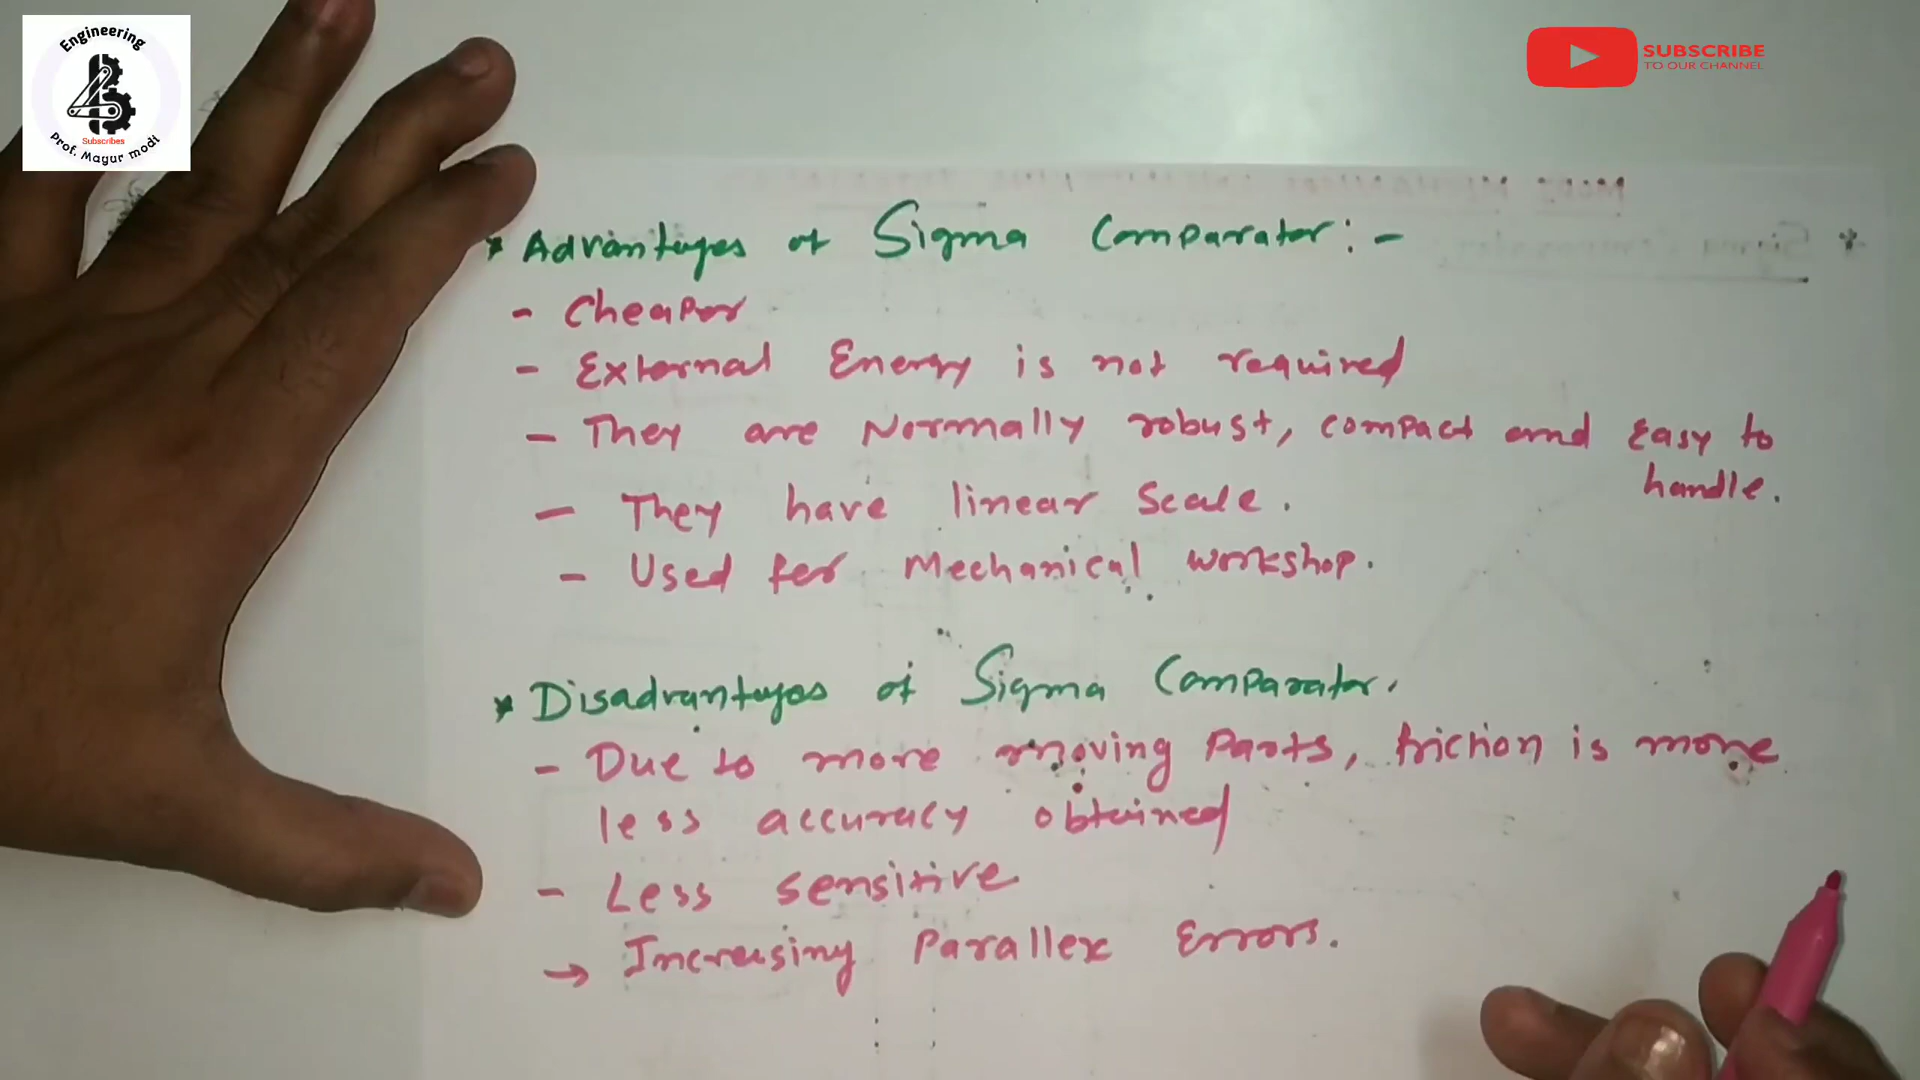 Engineering
Subscribes
Prof. Mayur modi
SUBSCRIBE
TO OUR CHANNEL
* Advantages of Sigma Comparator:-
- Cheaper
- External Energy is not required
- They are Normally robust, compact and Easy to
handle.
- They have linear Scale.
- Used for Mechanical workshop.
* Disadvantages of Sigma Comparator.
- Due to more moving Parts, friction is more
less accuracy obtained
- Less sensitive
→ Increasing Parallex Errors.